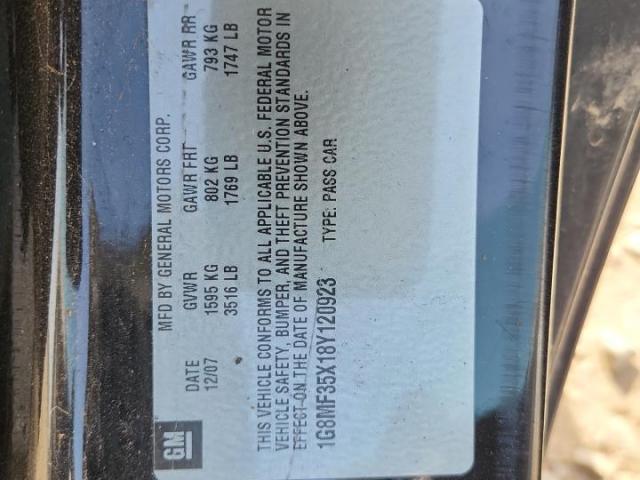 GM
MFD BY GENERAL MOTORS CORP.
DATE GVWR GAWR FRT GAWR RR
12/07 1595 KG 802 KG 793 KG
3516 LB 1769 LB 1747 LB
THIS VEHICLE CONFORMS TO ALL APPLICABLE U.S. FEDERAL MOTOR
VEHICLE SAFETY, BUMPER, AND THEFT PREVENTION STANDARDS IN
EFFECT ON THE DATE OF MANUFACTURE SHOWN ABOVE.
1G8MF35X18Y120923 TYPE: PASS CAR